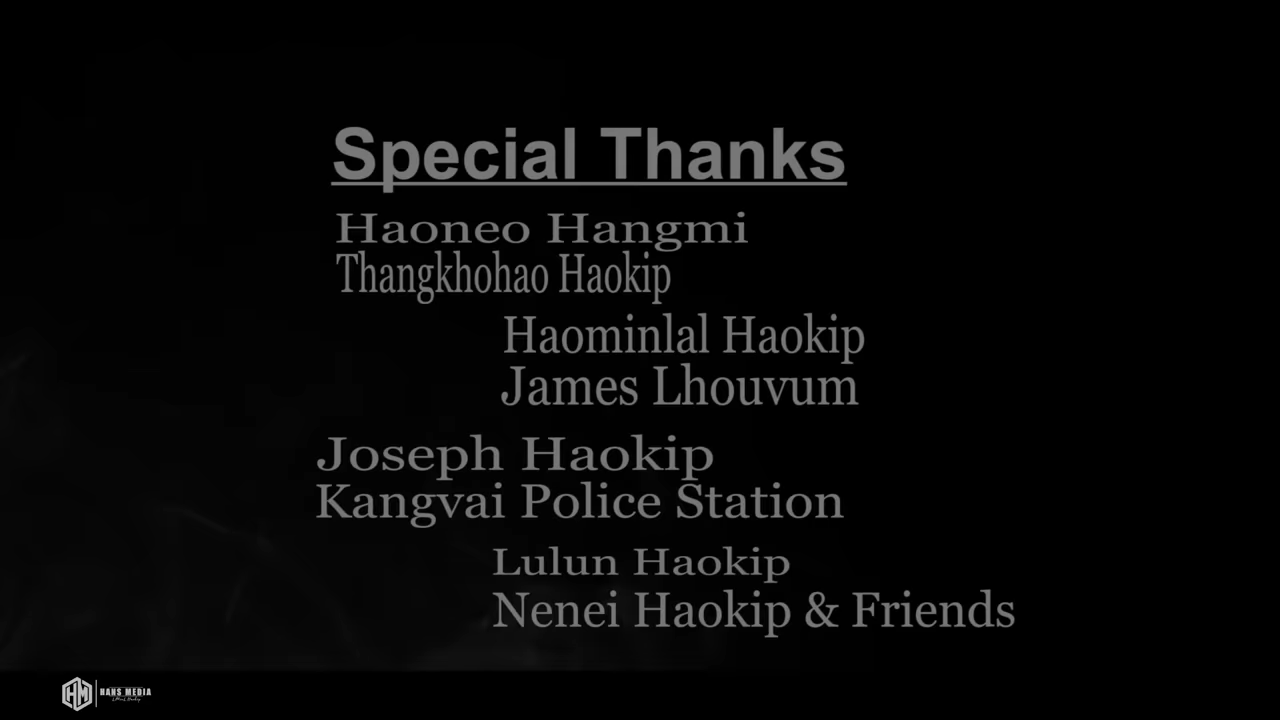 Special Thanks
Haoneo Hangmi
Thangkhohao Haokip
Haominlal Haokip
James Lhouvum
Joseph Haokip
Kangvai Police Station
Lulun Haokip
Nenei Haokip & Friends
HM
HANS MEDIA